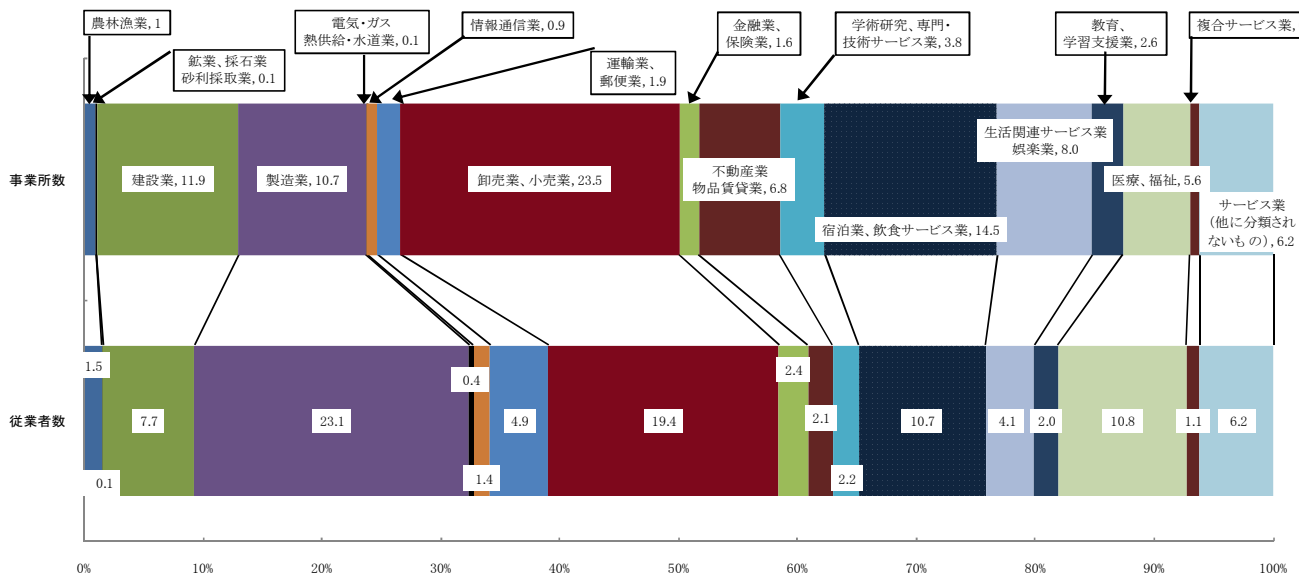 農林漁業, 1
電気・ガス
熱供給・水道業, 0.1
情報通信業, 0.9
金融業、
保険業, 1.6
学術研究、専門・
技術サービス業, 3.8
教育、
学習支援業, 2.6
複合サービス業,
鉱業、採石業
砂利採取業, 0.1
運輸業、
郵便業, 1.9
事業所数
建設業, 11.9
製造業, 10.7
卸売業、小売業, 23.5
不動産業
物品賃貸業, 6.8
宿泊業、飲食サービス業, 14.5
生活関連サービス業
娯楽業, 8.0
医療、福祉, 5.6
サービス業
(他に分類され
ないもの), 6.2
従業者数
1.5
0.1
7.7
23.1
0.4
1.4
4.9
19.4
2.4
2.1
2.2
10.7
4.1
2.0
10.8
1.1
6.2
0%
10%
20%
30%
40%
50%
60%
70%
80%
90%
100%